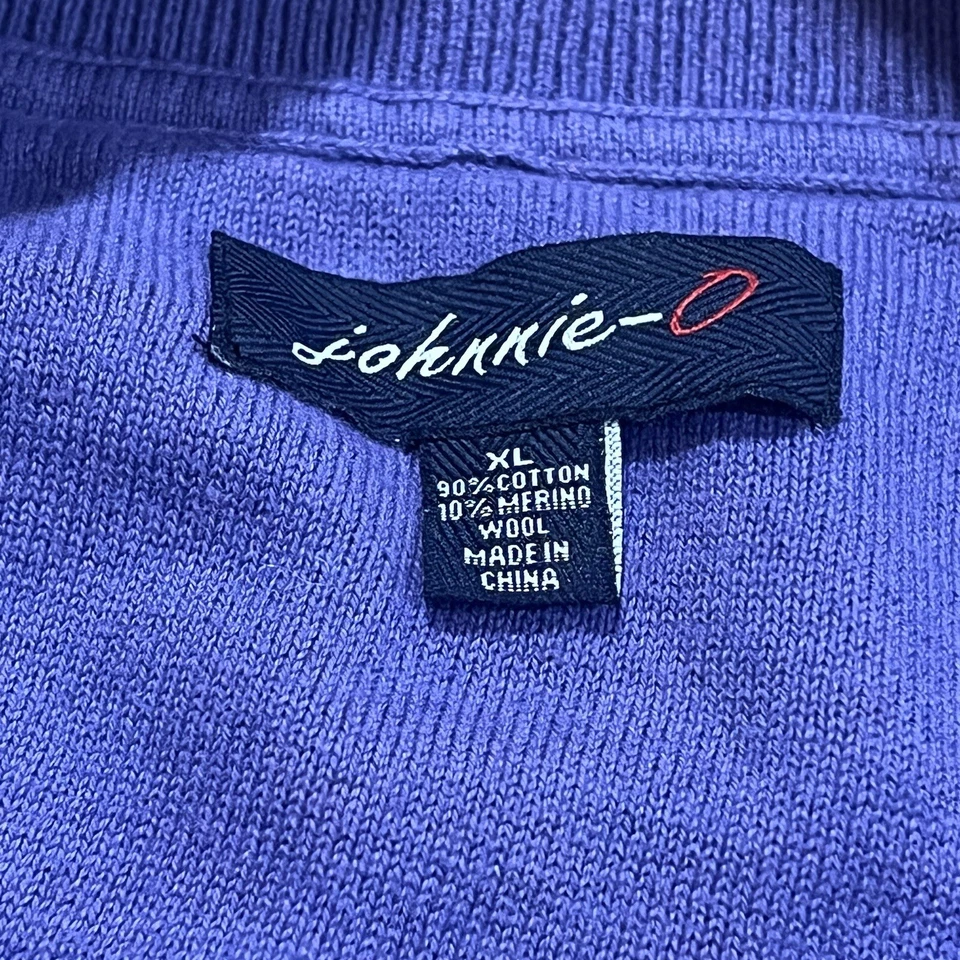 johnnie-O
XL
90% COTTON
10% MERINO
WOOL
MADE IN
CHINA